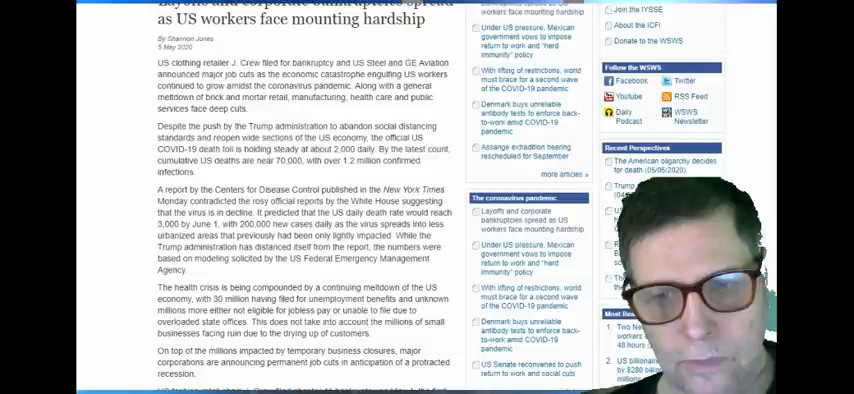 Layoffs and corporate bankruptcies spread
as US workers face mounting hardship
By Shannon Jones
5 May 2020
US clothing retailer J. Crew filed for bankruptcy and US Steel and GE Aviation
announced major job cuts as the economic catastrophe engulfing US workers
continued to grow amidst the coronavirus pandemic. Along with a general
meltdown of brick and mortar retail, manufacturing, health care and public
services face deep cuts.
Despite the push by the Trump administration to abandon social distancing
standards and reopen wide sections of the US economy, the official US
COVID-19 death toll is holding steady at about 2,000 daily. By the latest count,
cumulative US deaths are near 70,000, with over 1.2 million confirmed
infections.
A report by the Centers for Disease Control published in the New York Times
Monday contradicted the rosy official reports by the White House suggesting
that the virus is in decline. It predicted that the US daily death rate would reach
3,000 by June 1, with 200,000 new cases daily as the virus spreads into less
urbanized areas that previously had been only lightly impacted. While the
Trump administration has distanced itself from the report, the numbers were
based on modeling solicited by the US Federal Emergency Management
Agency
The health crisis is being compounded by a continuing meltdown of the US
economy, with 30 million having filed for unemployment benefits and unknown
millions more either not eligible for jobless pay or unable to file due to
overloaded state offices. This does not take into account the millions of small
businesses facing ruin due to the drying up of customers.
On top of the millions impacted by temporary business closures, major
corporations are announcing permanent job cuts in anticipation of a protracted
recession.
workers face mounting hardship
Under US pressure, Mexican
government vows to impose
return to work and "herd
immunity" policy
With lifting of restrictions, world
must brace for a second wave
of the COVID-19 pandemic
Denmark buys unreliable
antibody tests to enforce back-
to-work amid COVID-19
pandemic
Assange extradition hearing
rescheduled for September
more articles »
The coronavirus pandemic:
Layoffs and corporate
bankruptcies spread as US
workers face mounting hardship
Under US pressure, Mexican
government vows to impose
return to work and "herd
immunity" policy
With lifting of restrictions, world
must brace for a second wave
of the COVID-19 pandemic
Denmark buys unreliable
antibody tests to enforce back-
to-work amid COVID-19
pandemic
US Senate reconvenes to push
return to work and social cuts
Join the IYSSE
About the ICFI
Donate to the WSWS
Follow the WSWS
Facebook
Twitter
Youtube
RSS Feed
Daily
Podcast
WSWS
Newsletter
Recent Perspectives
The American oligarchy decides
for death (05/05/2020)
Trump
(04
US
Most Rea
1. Two Ne
48 hours
2. US billionaire
by $280 billi
millions